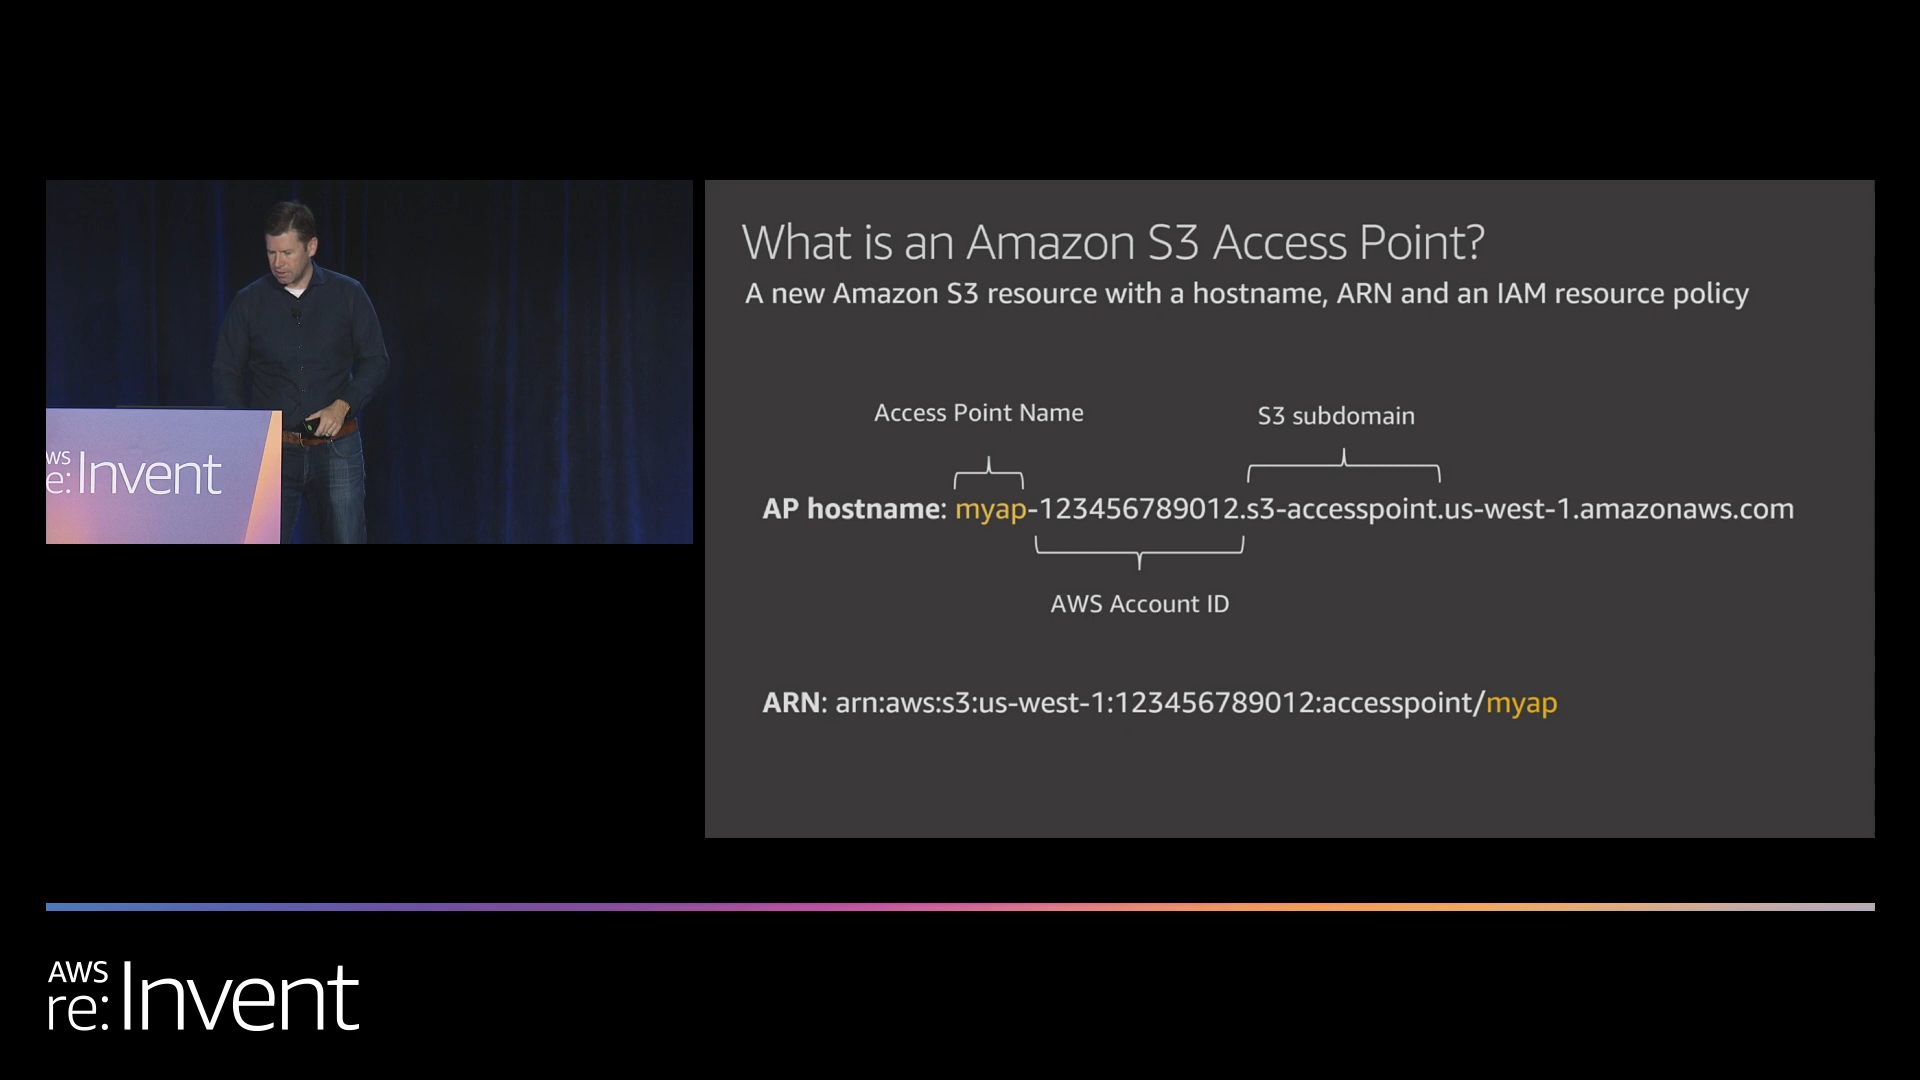 What is an Amazon S3 Access Point?
A new Amazon S3 resource with a hostname, ARN and an IAM resource policy
Access Point Name
S3 subdomain
AP hostname: myap-123456789012.s3-accesspoint.us-west-1.amazonaws.com
AWS Account ID
ARN: arn:aws:s3:us-west-1:123456789012:accesspoint/myap
WS
e: Invent
AWS
re: Invent